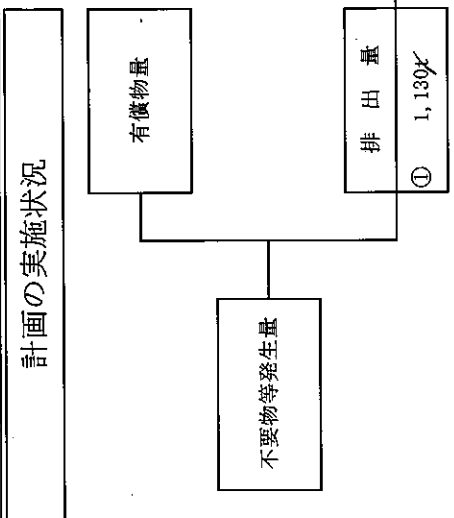 計画の実施状況
不要物等発生量
有償物量
排出量
① 1,130t